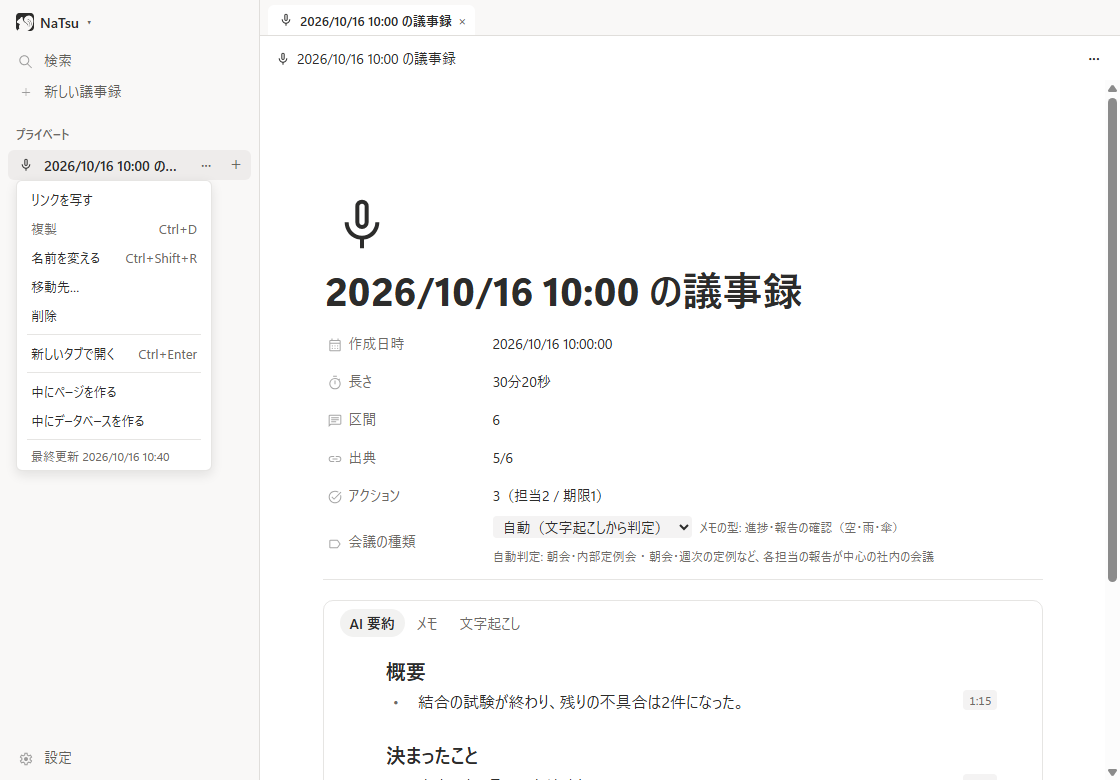 NaTsu
検索
新しい議事録
プライベート
2026/10/16 10:00 の...
リンクを写す
複製 Ctrl+D
名前を変える Ctrl+Shift+R
移動先...
削除
新しいタブで開く Ctrl+Enter
中にページを作る
中にデータベースを作る
最終更新 2026/10/16 10:40
設定
2026/10/16 10:00 の議事録 ×
2026/10/16 10:00 の議事録
2026/10/16 10:00 の議事録
作成日時 2026/10/16 10:00:00
長さ 30分20秒
区間 6
出典 5/6
アクション 3（担当2 / 期限1）
会議の種類 自動（文字起こしから判定） メモの型: 進捗・報告の確認（空・雨・傘）
自動判定: 朝会・内部定例会 ・ 朝会・週次の定例など、各担当の報告が中心の社内の会議
AI 要約 メモ 文字起こし
概要
• 結合の試験が終わり、残りの不具合は2件になった。 1:15
決まったこと